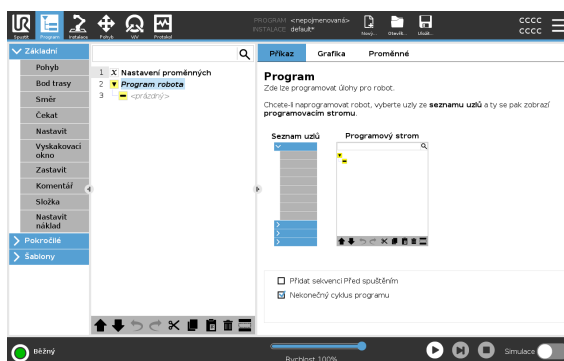 PROGRAM <nepojmenovaná>
INSTALACE default*
CCCC
CCCC
Spustit Program Instalace Pohyb V/V Protokol
Nový... Otevřít... Uložit...
Základní
Pohyb
Bod trasy
Směr
Čekat
Nastavit
Vyskakovací
okno
Zastavit
Komentář
Složka
Nastavit
náklad
Pokročilé
Šablony
1 X Nastavení proměnných
2 Program robota
3 <prázdný>
Příkaz Grafika Proměnné
Program
Zde lze programovat úlohy pro robot.
Chcete-li naprogramovat robot, vyberte uzly ze seznamu uzlů a ty se pak zobrazí
programovacím stromu.
Seznam uzlů Programový strom
Přidat sekvenci Před spuštěním
Nekonečný cyklus programu
Běžný
Rychlost 100%
Simulace